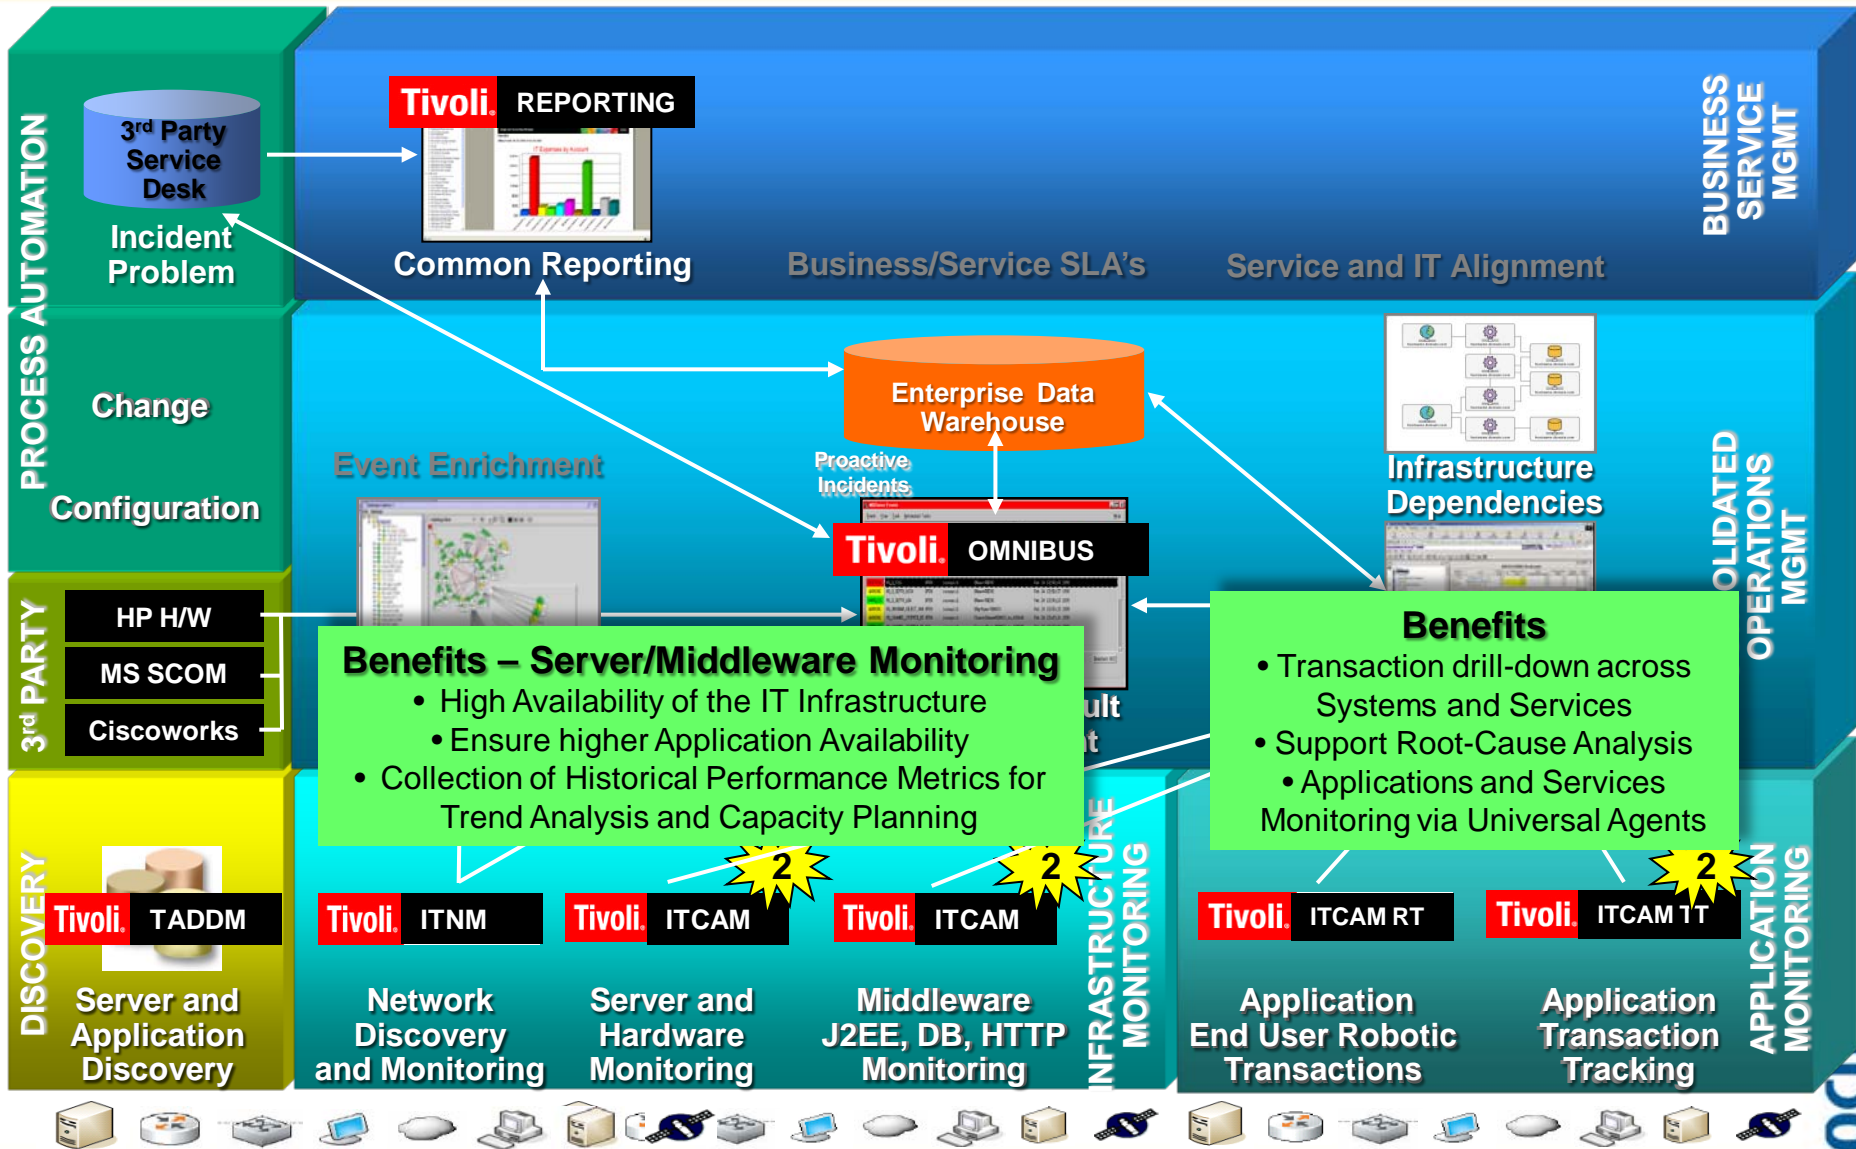 PROCESS AUTOMATION
3rd Party
Service
Desk
Incident
Problem
Change
Configuration
Tivoli. REPORTING
IT Expenses by Account
Common Reporting
Business/Service SLA's
Service and IT Alignment
BUSINESS
SERVICE
MGMT
Enterprise Data
Warehouse
Event Enrichment
Proactive
Incidents
Tivoli. OMNIBUS
Infrastructure
Dependencies
OLIDATED
OPERATIONS
MGMT
3rd PARTY
HP H/W
MS SCOM
Ciscoworks
Benefits – Server/Middleware Monitoring
• High Availability of the IT Infrastructure
• Ensure higher Application Availability
• Collection of Historical Performance Metrics for
Trend Analysis and Capacity Planning
ult
t
Benefits
• Transaction drill-down across
Systems and Services
• Support Root-Cause Analysis
• Applications and Services
Monitoring via Universal Agents
DISCOVERY
Tivoli. TADDM
Server and
Application
Discovery
Tivoli. ITNM
Network
Discovery
and Monitoring
2
Tivoli. ITCAM
Server and
Hardware
Monitoring
2
Tivoli. ITCAM
Middleware
J2EE, DB, HTTP
Monitoring
INFRASTRUCTURE
MONITORING
Tivoli. ITCAM RT
Application
End User Robotic
Transactions
2
Tivoli. ITCAM TT
Application
Transaction
Tracking
APPLICATION
MONITORING